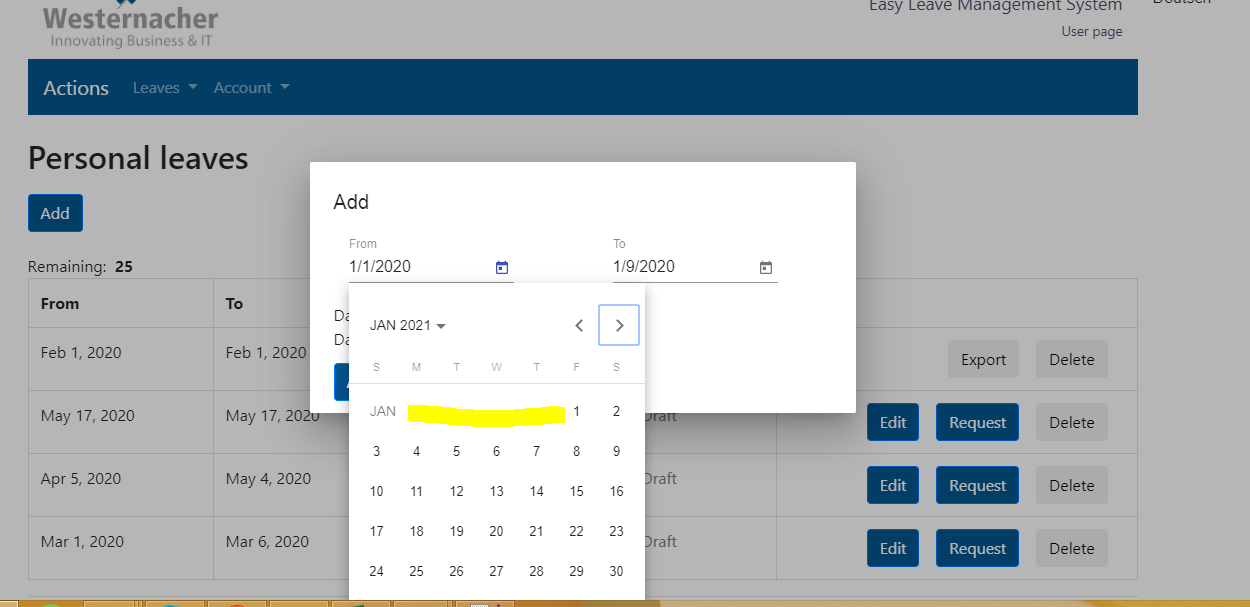 Westernacher
Innovating Business & IT
Easy Leave Management System
User page
Actions Leaves Account
Personal leaves
Add
Remaining: 25
From To
Feb 1, 2020 Feb 1, 2020 Export Delete
May 17, 2020 May 17, 2020 Draft Edit Request Delete
Apr 5, 2020 May 4, 2020 Draft Edit Request Delete
Mar 1, 2020 Mar 6, 2020 Draft Edit Request Delete
Add
From To
1/1/2020 1/9/2020
JAN 2021
S M T W T F S
JAN 1 2
3 4 5 6 7 8 9
10 11 12 13 14 15 16
17 18 19 20 21 22 23
24 25 26 27 28 29 30